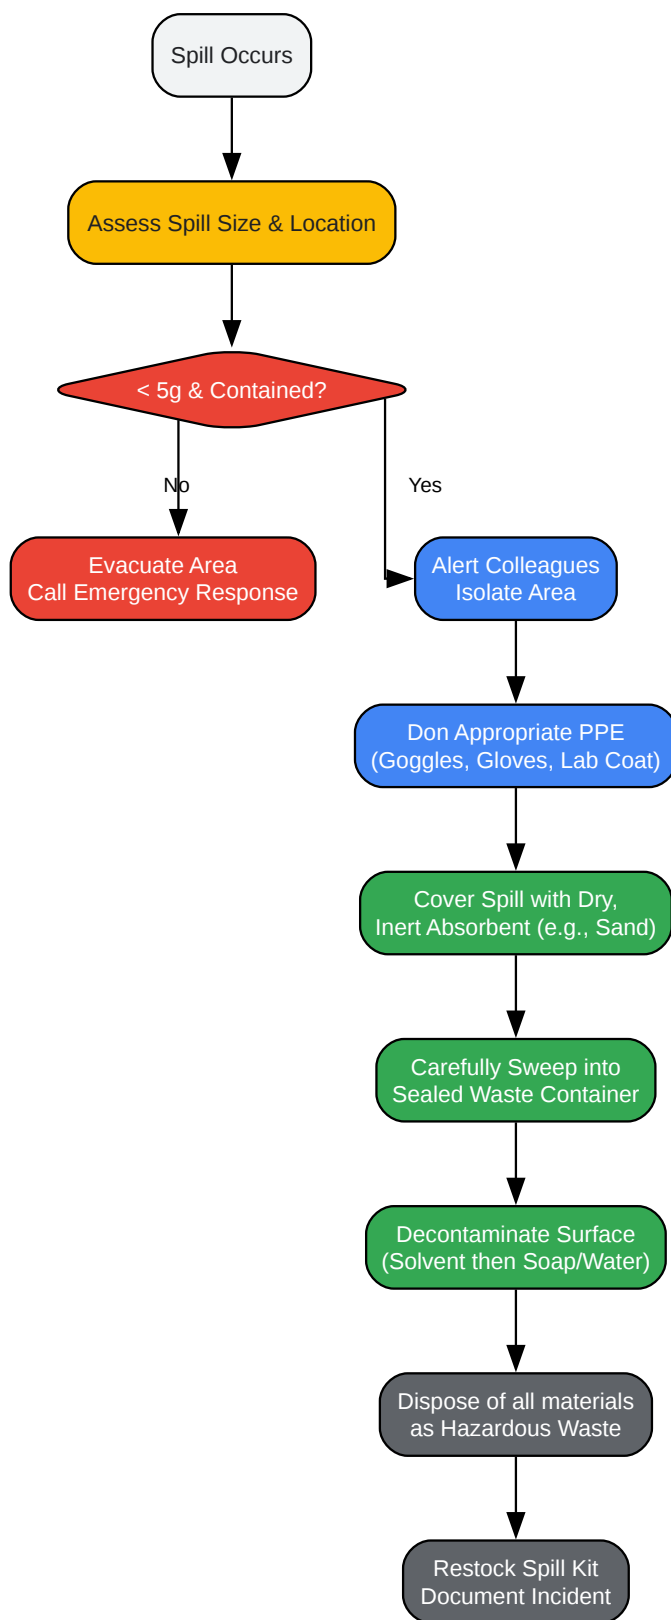 Spill Occurs
Assess Spill Size & Location
< 5g & Contained?
No
Yes
Evacuate Area
Call Emergency Response
Alert Colleagues
Isolate Area
Don Appropriate PPE
(Goggles, Gloves, Lab Coat)
Cover Spill with Dry,
Inert Absorbent (e.g., Sand)
Carefully Sweep into
Sealed Waste Container
Decontaminate Surface
(Solvent then Soap/Water)
Dispose of all materials
as Hazardous Waste
Restock Spill Kit
Document Incident